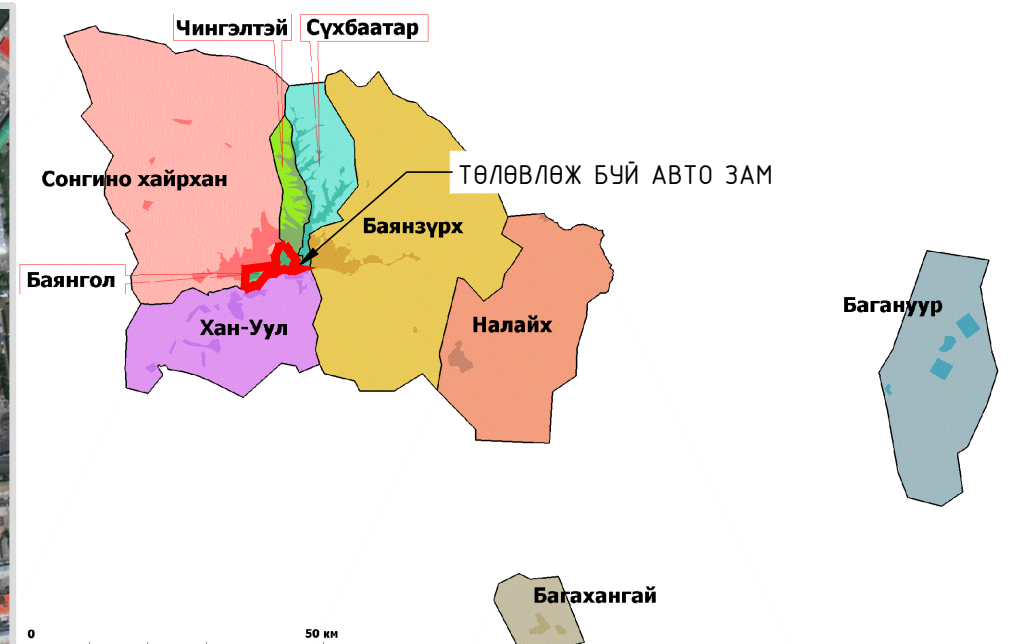 Чингэлтэй
Сүхбаатар
ТӨЛӨВЛӨЖ БУЙ АВТО ЗАМ
Сонгино хайрхан
Баянзүрх
Баянгол
Багануур
Хан-Уул
Налайх
Багахангай
0
50 км